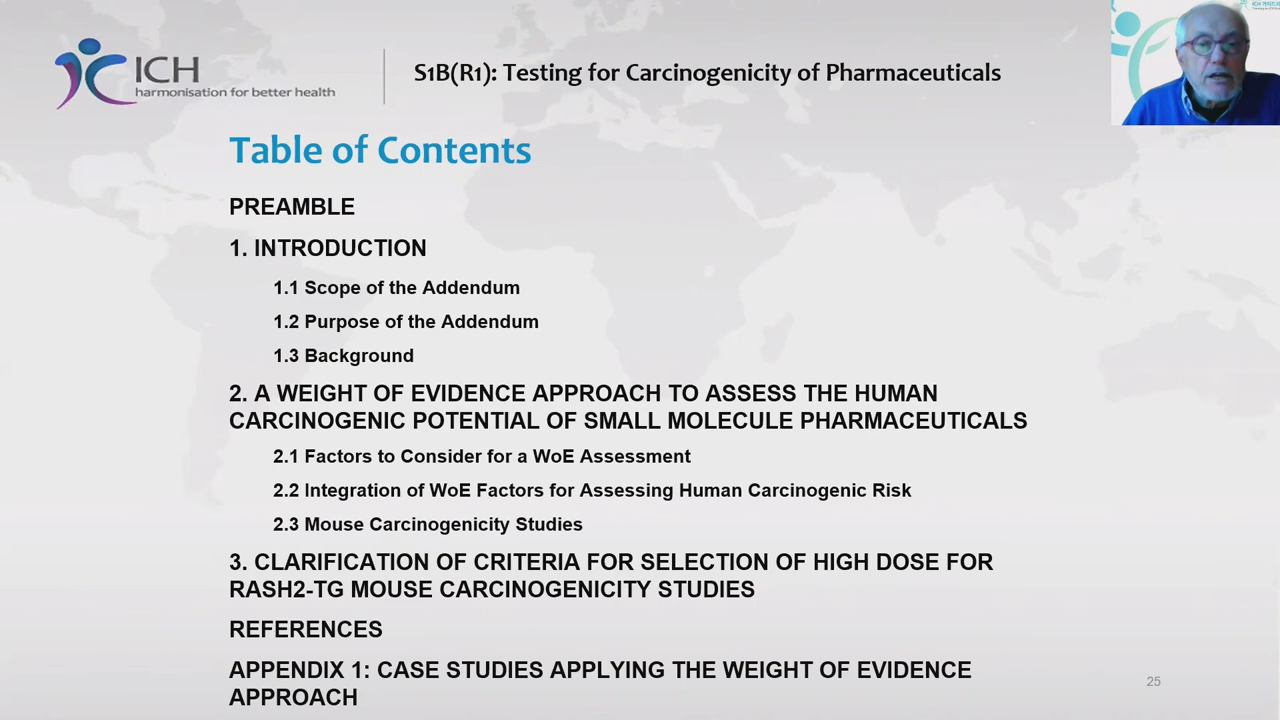 ICH
harmonisation for better health
S1B(R1): Testing for Carcinogenicity of Pharmaceuticals
Table of Contents
PREAMBLE
1. INTRODUCTION
1.1 Scope of the Addendum
1.2 Purpose of the Addendum
1.3 Background
2. A WEIGHT OF EVIDENCE APPROACH TO ASSESS THE HUMAN
CARCINOGENIC POTENTIAL OF SMALL MOLECULE PHARMACEUTICALS
2.1 Factors to Consider for a WoE Assessment
2.2 Integration of WoE Factors for Assessing Human Carcinogenic Risk
2.3 Mouse Carcinogenicity Studies
3. CLARIFICATION OF CRITERIA FOR SELECTION OF HIGH DOSE FOR
RASH2-TG MOUSE CARCINOGENICITY STUDIES
REFERENCES
APPENDIX 1: CASE STUDIES APPLYING THE WEIGHT OF EVIDENCE
APPROACH
25